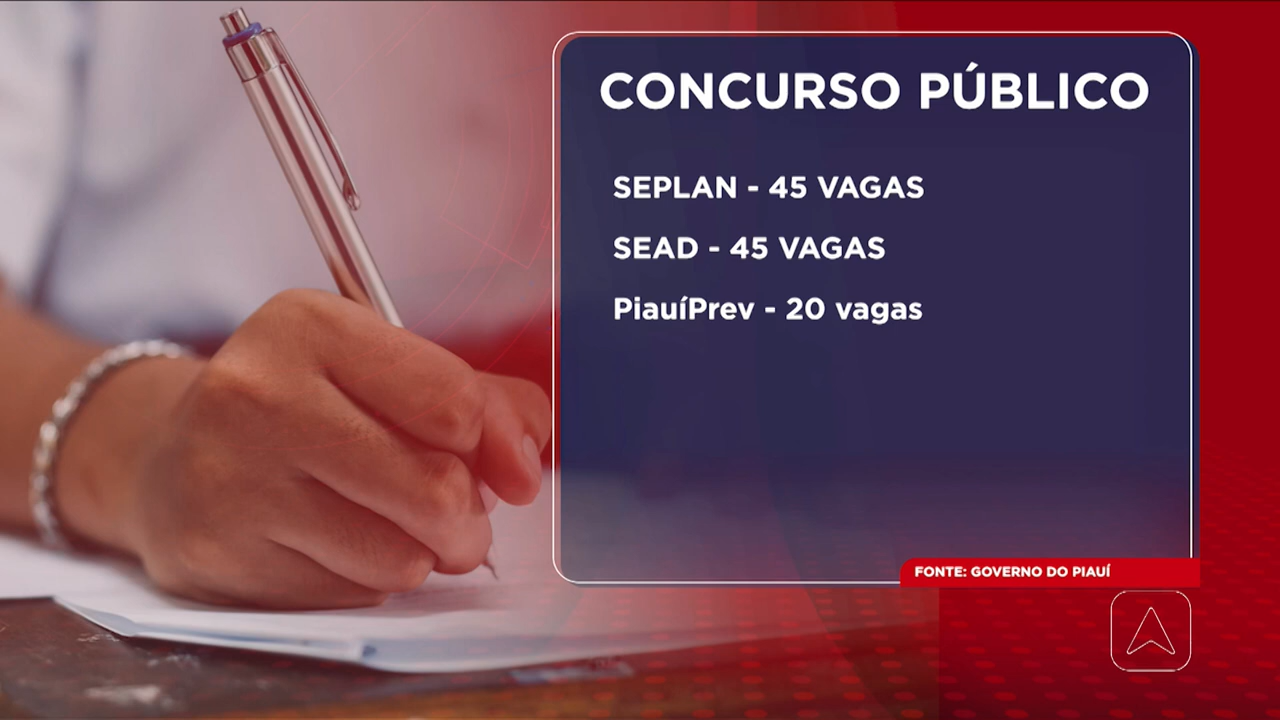 CONCURSO PÚBLICO
SEPLAN - 45 VAGAS
SEAD - 45 VAGAS
PiauíPrev - 20 vagas
FONTE: GOVERNO DO PIAUÍ